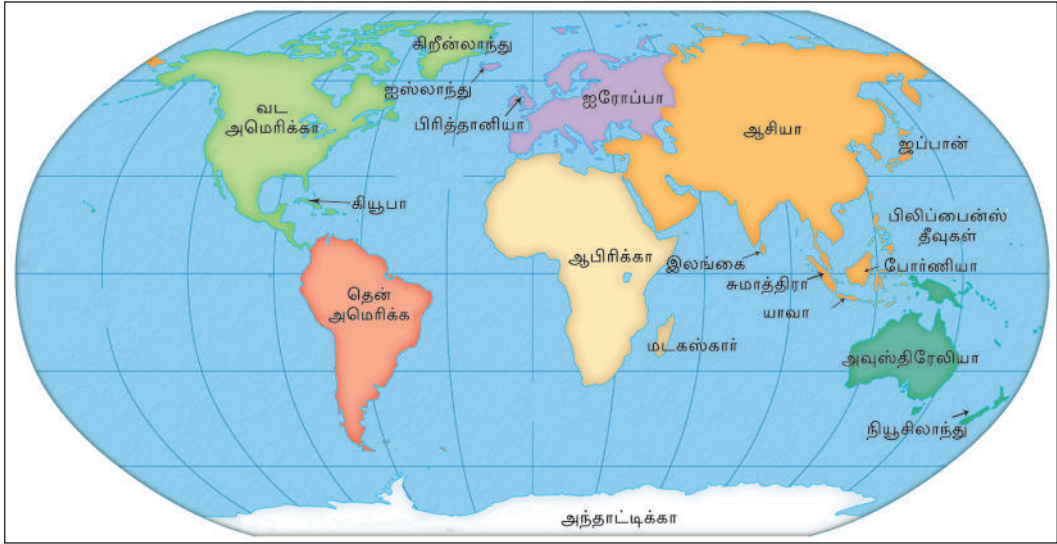 கிறீன்லாந்து
ஐஸ்லாந்து
வட
அமெரிக்கா
பிரித்தானியா
ஐரோப்பா
ஆசியா
ஜப்பான்
கியூபா
பிலிப்பைன்ஸ்
தீவுகள்
ஆபிரிக்கா
இலங்கை
போர்ணியா
சுமாத்திரா
யாவா
தென்
அமெரிக்க
மடகஸ்கார்
அவுஸ்திரேலியா
நியூசிலாந்து
அந்தாட்டிக்கா